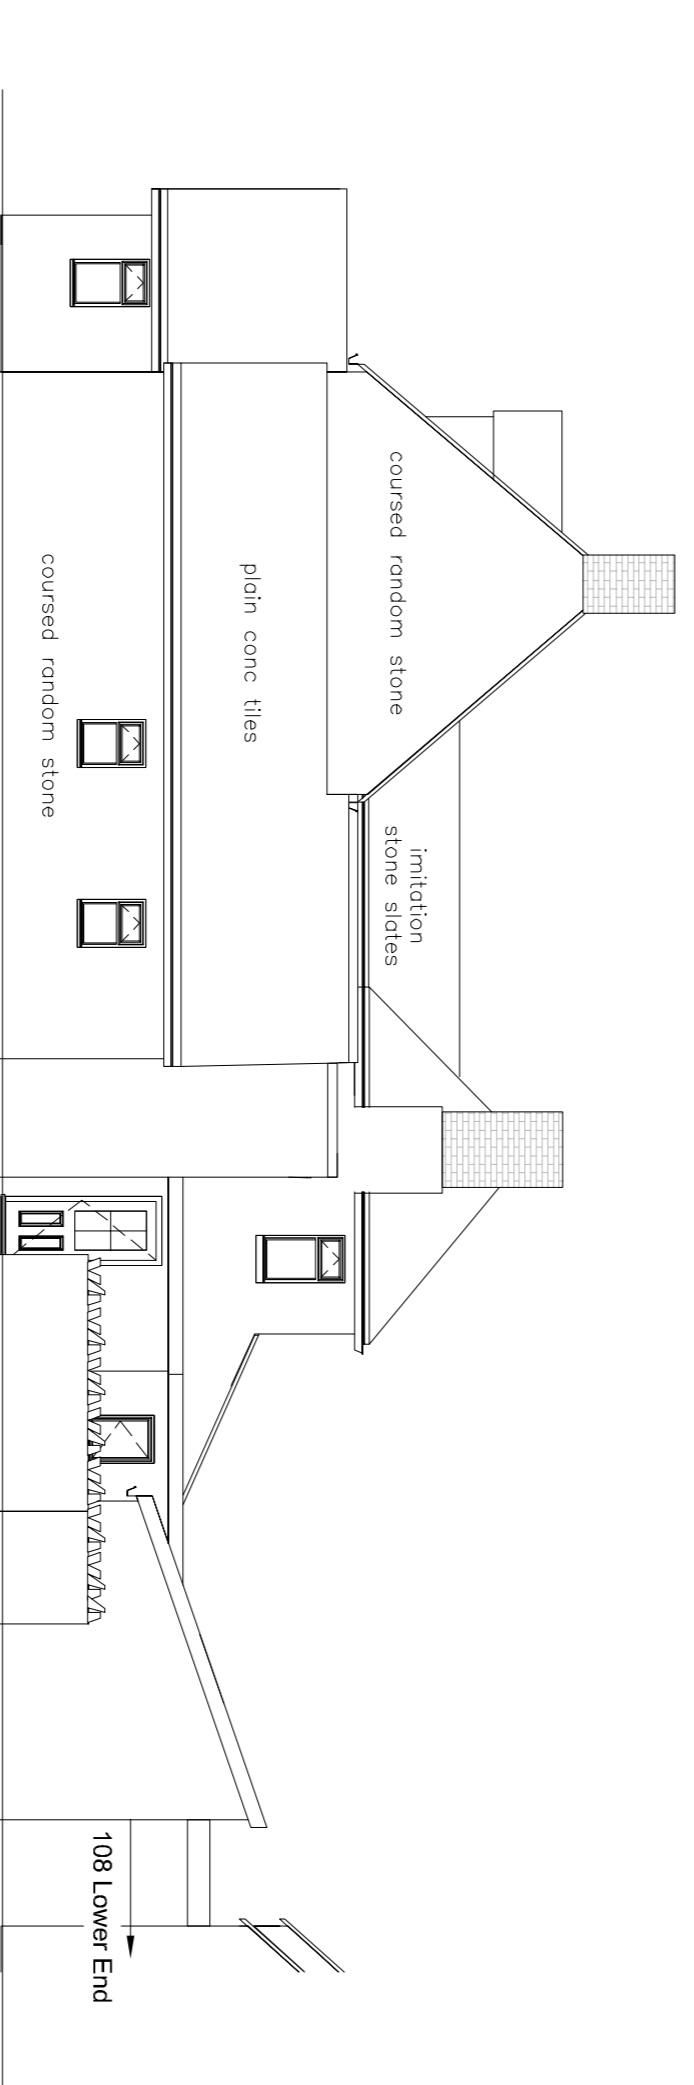 imitation
stone slates
coursed random stone
plain conc tiles
coursed random stone
108 Lower End